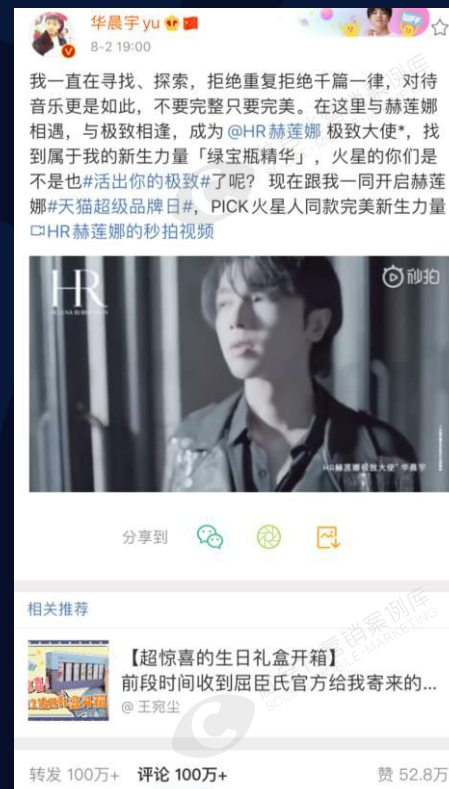 华晨宇yu
WFF
8-2 19:00
我一直在寻找、探索，拒绝重复拒绝千篇一律，对待
音乐更是如此，不要完整只要完美。在这里与赫莲娜
相遇，与极致相逢，成为 @HR赫莲娜 极致大使*，找
到属于我的新生力量「绿宝瓶精华」，火星的你们是
不是也#活出你的极致#了呢？ 现在跟我一同开启赫莲
娜#天猫超级品牌日#，PICK火星人同款完美新生力量
HR赫莲娜的秒拍视频
HR
HELENA RUBINSTEIN
秒拍
HR赫莲娜极致大使* 华晨宇
分享到
相关推荐
【超惊喜的生日礼盒开箱】
前段时间收到屈臣氏官方给我寄来的...
@ 王宛尘
转发 100万+ 评论 100万+ 赞 52.8万